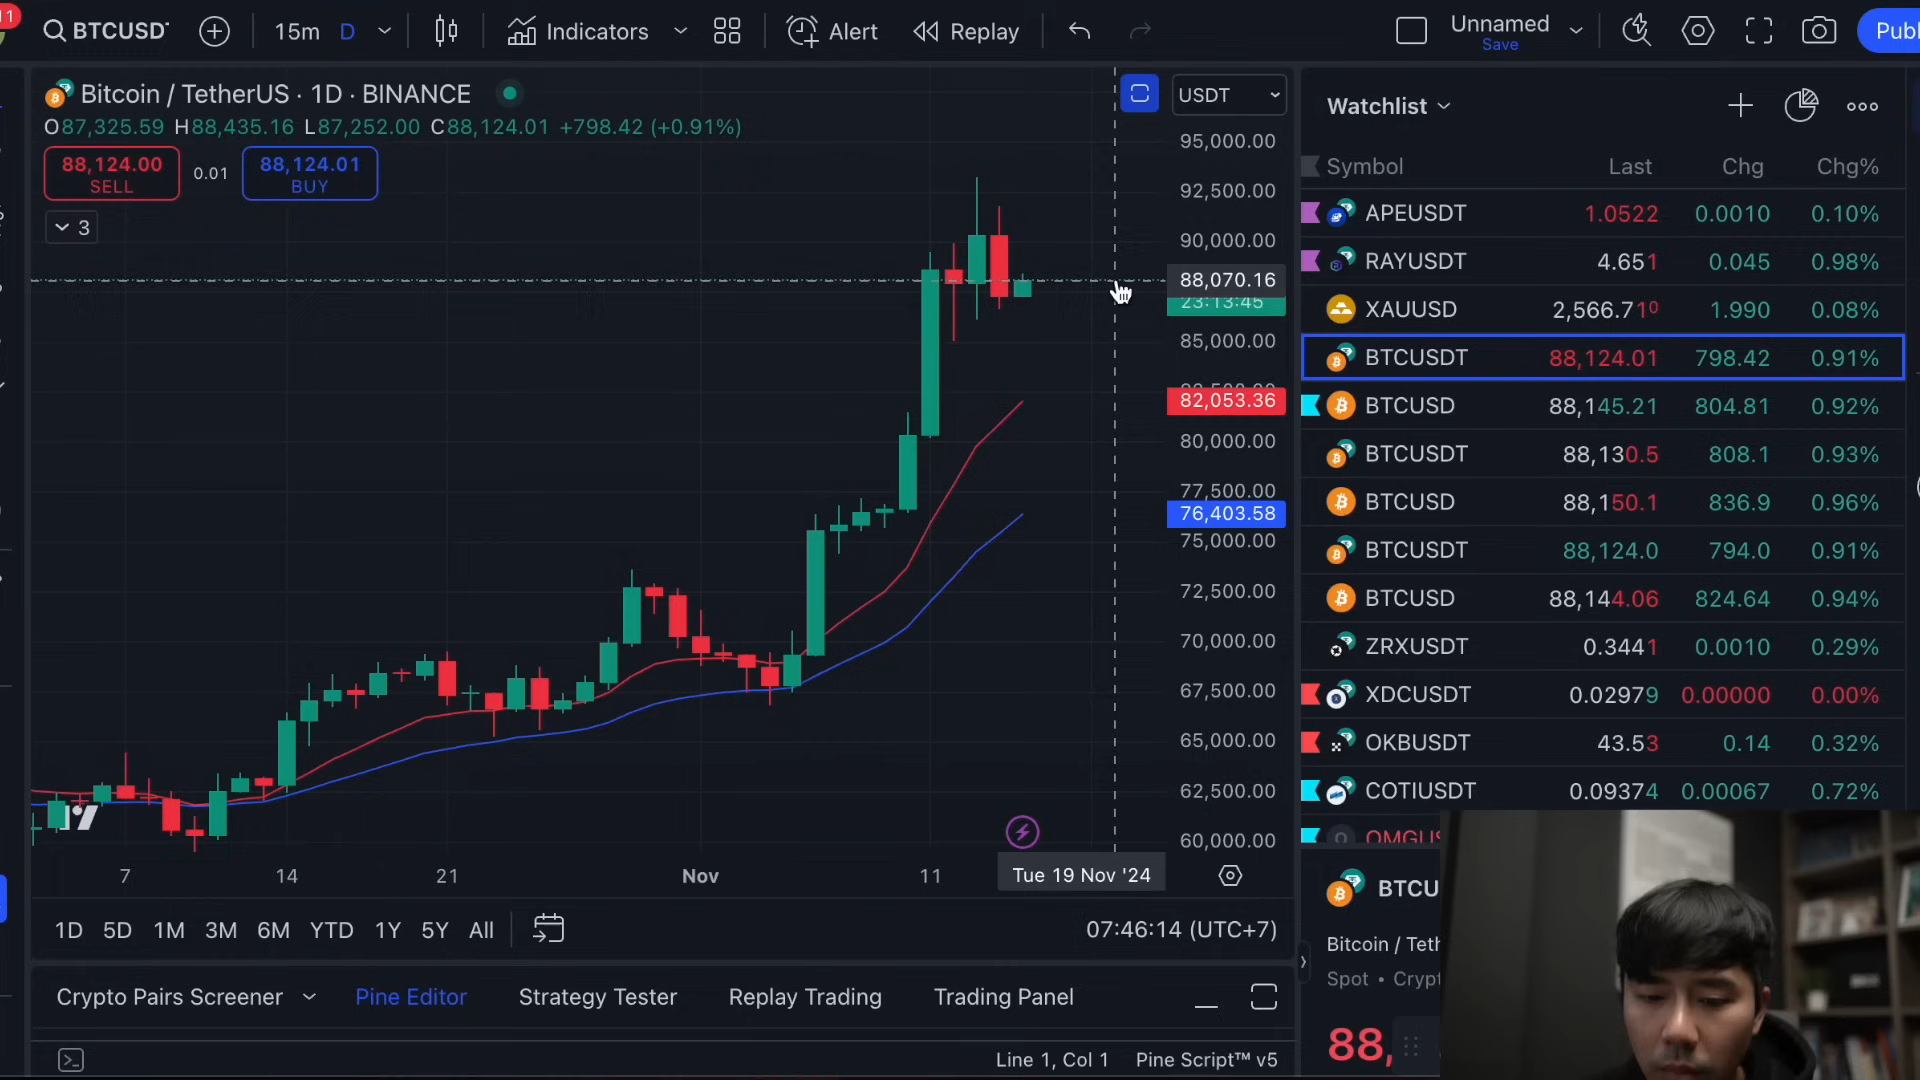 11
BTCUSD
15m D Indicators Alert Replay Unnamed
Save
Publ
Bitcoin / TetherUS · 1D · BINANCE
O87,325.59 H88,435.16 L87,252.00 C88,124.01 +798.42 (+0.91%)
88,124.00
SELL
0.01
88,124.01
BUY
3
USDT
95,000.00
92,500.00
90,000.00
88,070.16
23:13:45
85,000.00
82,053.36
80,000.00
77,500.00
76,403.58
75,000.00
72,500.00
70,000.00
67,500.00
65,000.00
62,500.00
60,000.00
7 14 21 Nov 11 Tue 19 Nov '24
1D 5D 1M 3M 6M YTD 1Y 5Y All 07:46:14 (UTC+7)
Crypto Pairs Screener Pine Editor Strategy Tester Replay Trading Trading Panel
Line 1, Col 1 Pine Script™ v5
Watchlist
Symbol Last Chg Chg%
APEUSDT 1.0522 0.0010 0.10%
RAYUSDT 4.651 0.045 0.98%
XAUUSD 2,566.710 1.990 0.08%
BTCUSDT 88,124.01 798.42 0.91%
BTCUSD 88,145.21 804.81 0.92%
BTCUSDT 88,130.5 808.1 0.93%
BTCUSD 88,150.1 836.9 0.96%
BTCUSDT 88,124.0 794.0 0.91%
BTCUSD 88,144.06 824.64 0.94%
ZRXUSDT 0.3441 0.0010 0.29%
XDCUSDT 0.02979 0.00000 0.00%
OKBUSDT 43.53 0.14 0.32%
COTIUSDT 0.09374 0.00067 0.72%
OMGUS
BTCU
Bitcoin / Teth
Spot • Crypt
88,